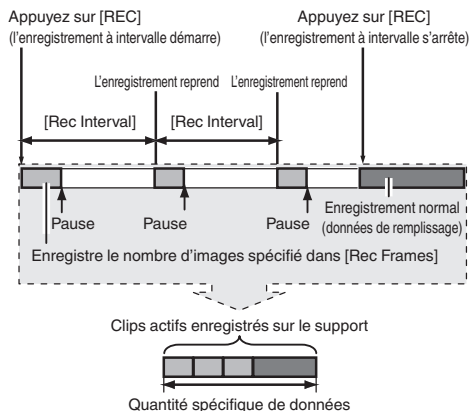 Appuyez sur [REC]
(l’enregistrement à intervalle démarre)
Appuyez sur [REC]
(l’enregistrement à intervalle s’arrête)
L’enregistrement reprend
L’enregistrement reprend
[Rec Interval]
[Rec Interval]
Pause
Pause
Pause
Enregistrement normal
(données de remplissage)
Enregistre le nombre d’images spécifié dans [Rec Frames]
Clips actifs enregistrés sur le support
Quantité spécifique de données